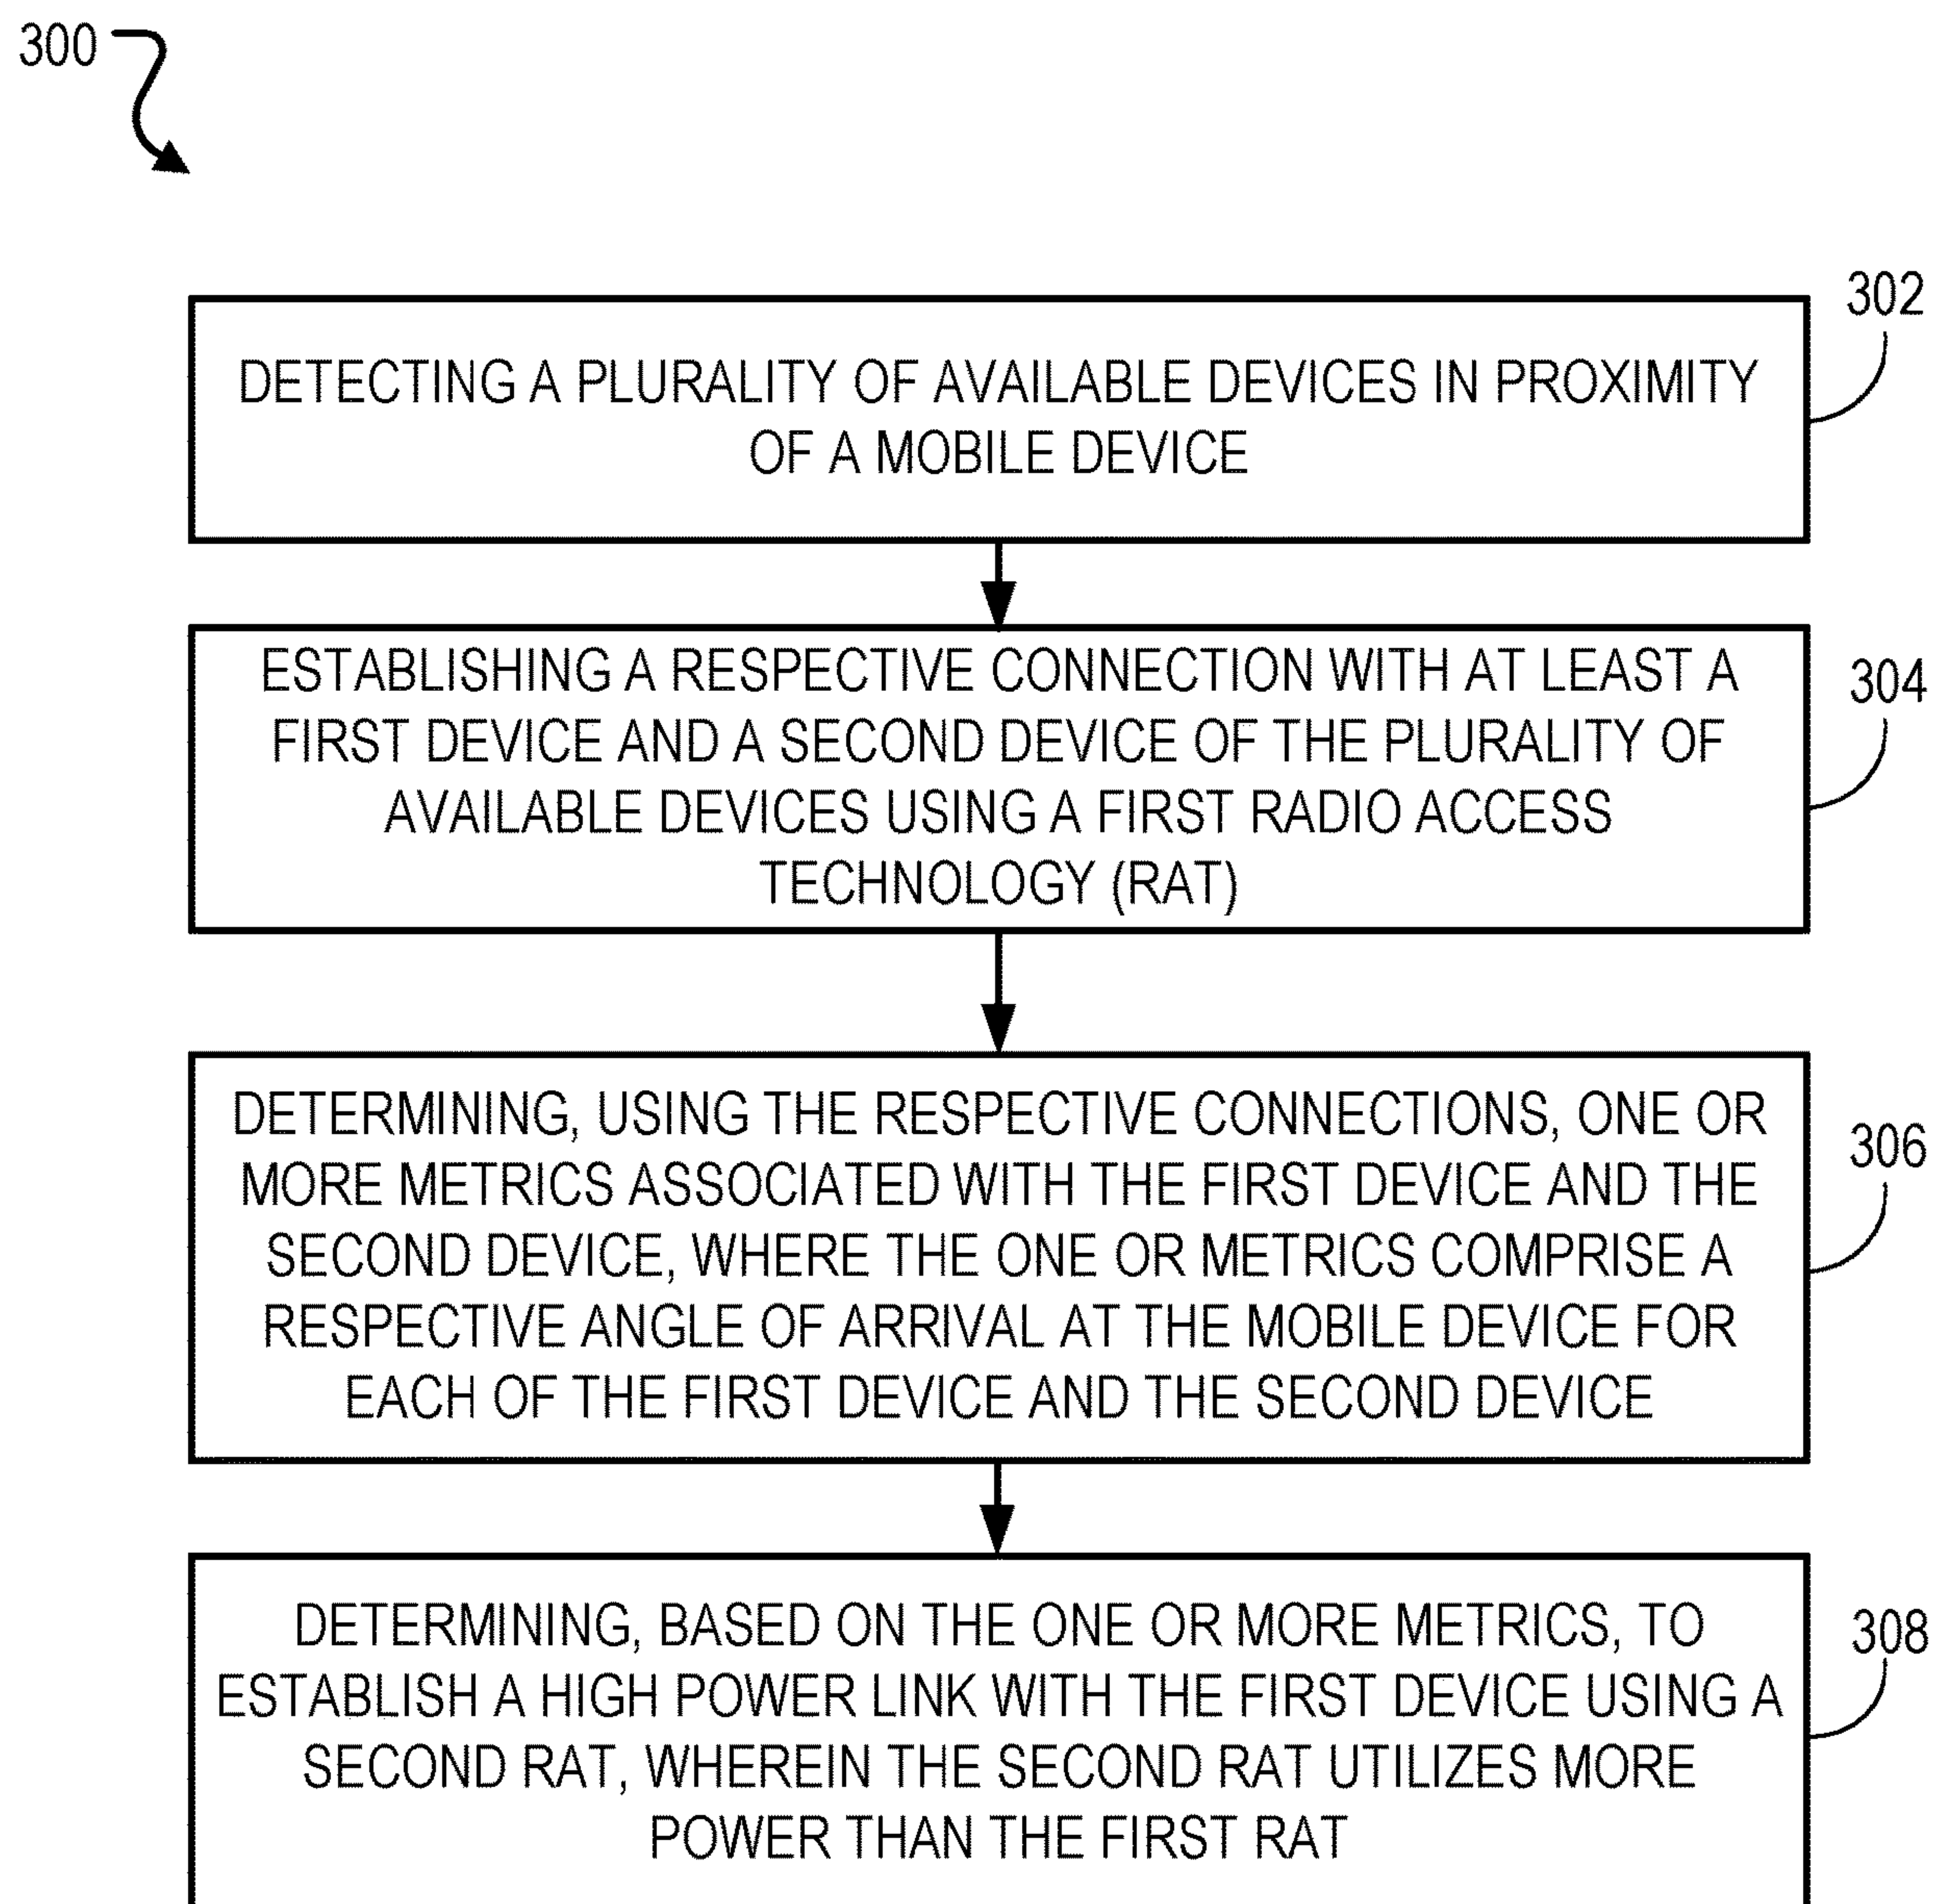 300
302
DETECTING A PLURALITY OF AVAILABLE DEVICES IN PROXIMITY
OF A MOBILE DEVICE
304
ESTABLISHING A RESPECTIVE CONNECTION WITH AT LEAST A
FIRST DEVICE AND A SECOND DEVICE OF THE PLURALITY OF
AVAILABLE DEVICES USING A FIRST RADIO ACCESS
TECHNOLOGY (RAT)
306
DETERMINING, USING THE RESPECTIVE CONNECTIONS, ONE OR
MORE METRICS ASSOCIATED WITH THE FIRST DEVICE AND THE
SECOND DEVICE, WHERE THE ONE OR METRICS COMPRISE A
RESPECTIVE ANGLE OF ARRIVAL AT THE MOBILE DEVICE FOR
EACH OF THE FIRST DEVICE AND THE SECOND DEVICE
308
DETERMINING, BASED ON THE ONE OR MORE METRICS, TO
ESTABLISH A HIGH POWER LINK WITH THE FIRST DEVICE USING A
SECOND RAT, WHEREIN THE SECOND RAT UTILIZES MORE
POWER THAN THE FIRST RAT